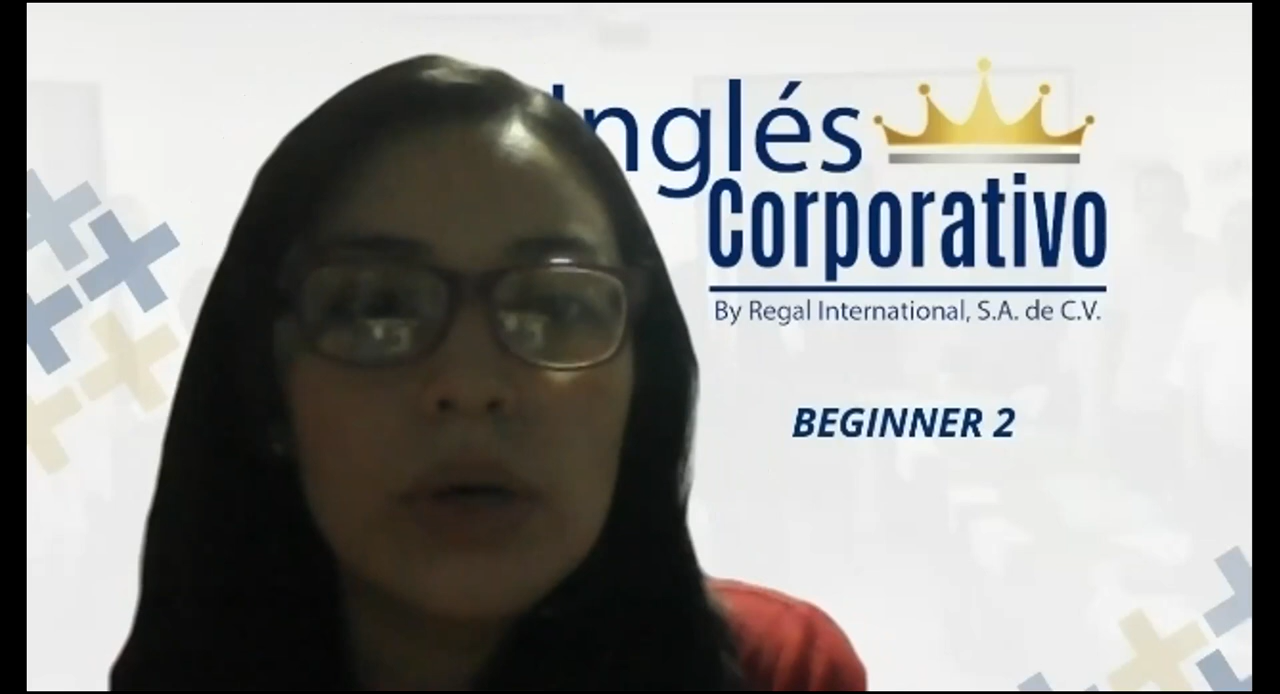 Inglés
Corporativo
By Regal International, S.A. de C.V.
BEGINNER 2